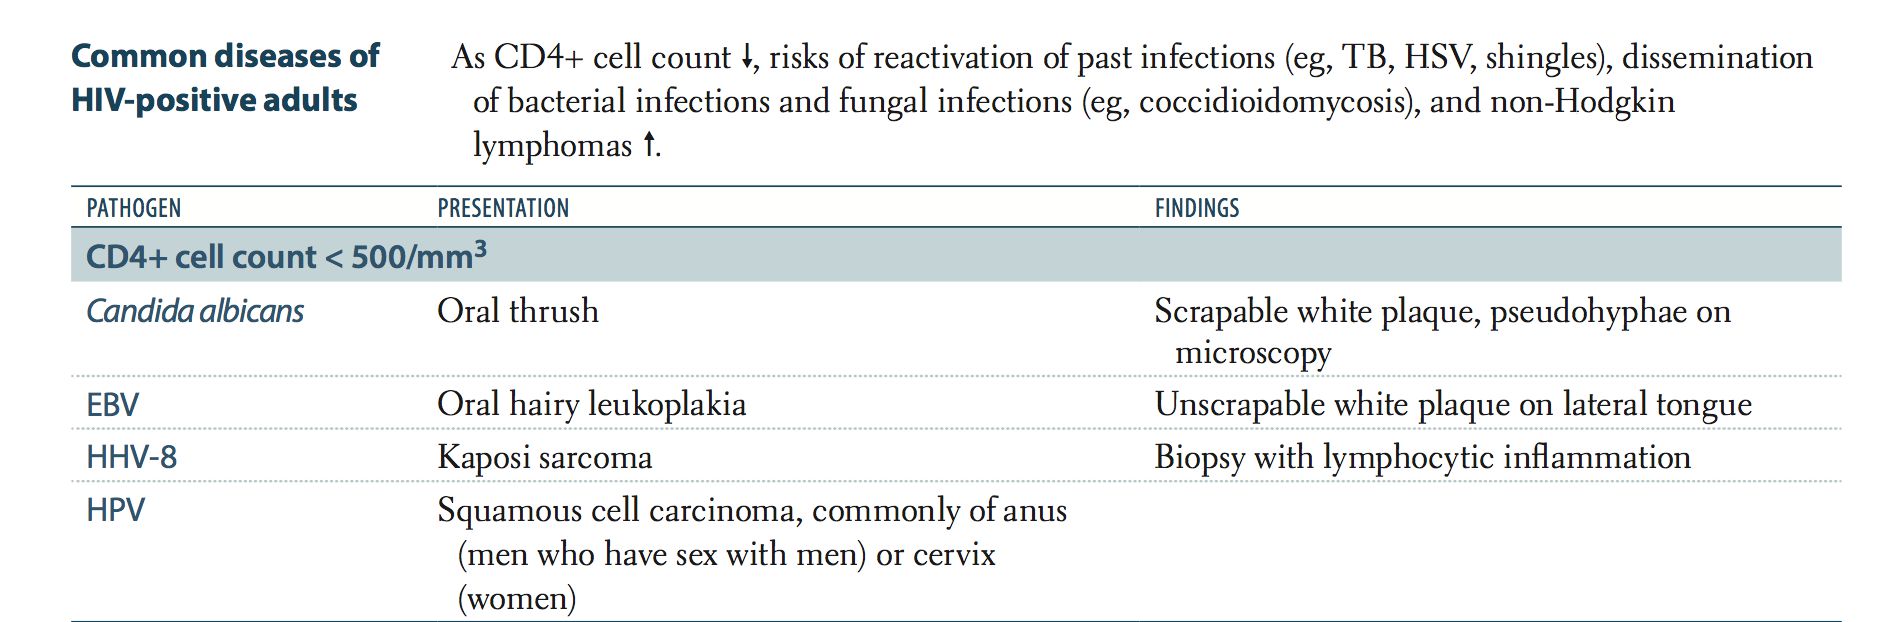 Common diseases of
HIV-positive adults
As CD4+ cell count ↓, risks of reactivation of past infections (eg, TB, HSV, shingles), dissemination
of bacterial infections and fungal infections (eg, coccidioidomycosis), and non-Hodgkin
lymphomas ↑.
PATHOGEN PRESENTATION FINDINGS
CD4+ cell count < 500/mm³
Candida albicans Oral thrush Scrapable white plaque, pseudohyphae on
microscopy
EBV Oral hairy leukoplakia Unscrapable white plaque on lateral tongue
HHV-8 Kaposi sarcoma Biopsy with lymphocytic inflammation
HPV Squamous cell carcinoma, commonly of anus
(men who have sex with men) or cervix
(women)